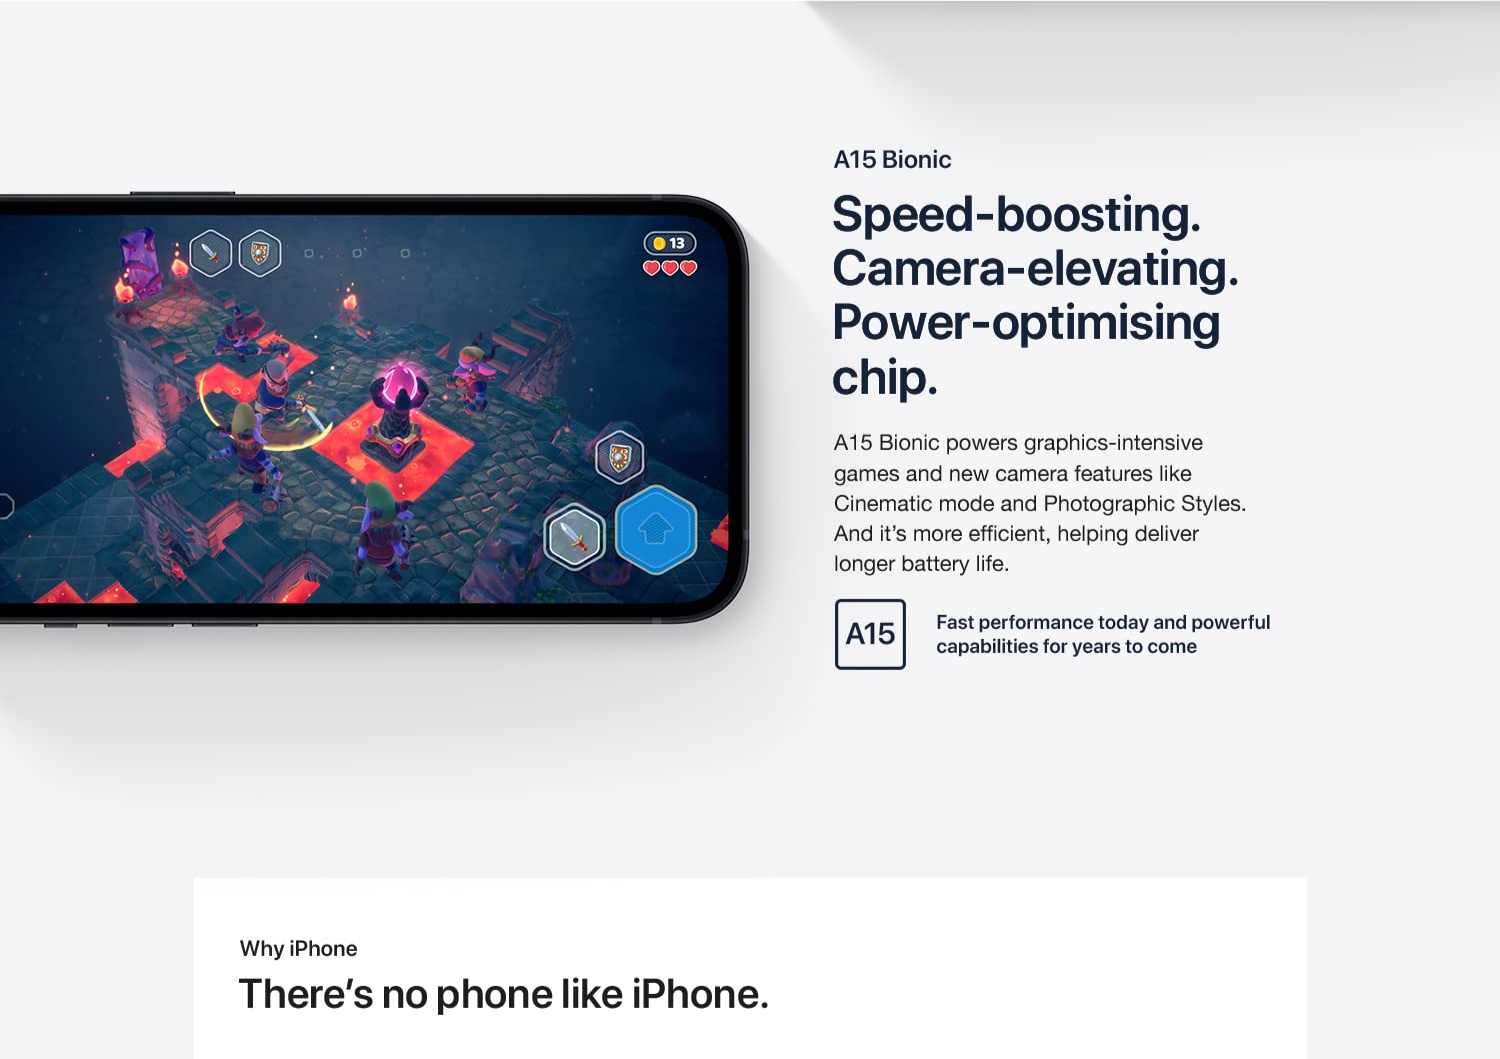 13
A15 Bionic
Speed-boosting.
Camera-elevating.
Power-optimising
chip.
A15 Bionic powers graphics-intensive
games and new camera features like
Cinematic mode and Photographic Styles.
And it’s more efficient, helping deliver
longer battery life.
A15
Fast performance today and powerful
capabilities for years to come
Why iPhone
There’s no phone like iPhone.